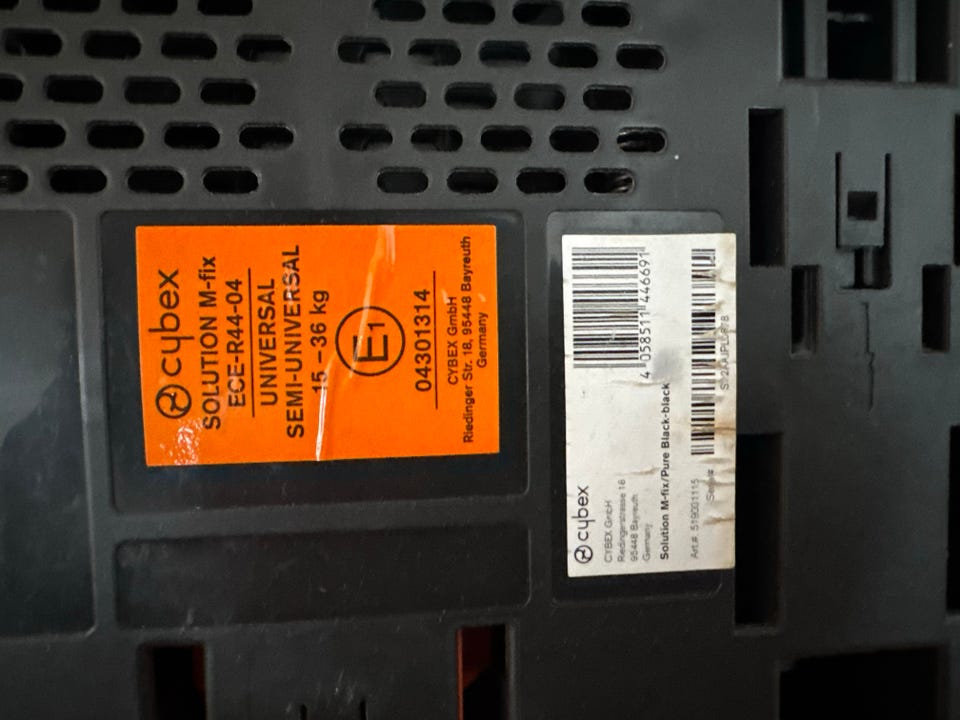 cybex
SOLUTION M-fix
ECE-R44-04
UNIVERSAL
SEMI-UNIVERSAL
15 – 36 kg
E1
04301314
CYBEX GmbH
Riedinger Str. 18, 95448 Bayreuth
Germany
cybex
CYBEX GmbH
Riedingerstrasse 18
95448 Bayreuth
Germany
4 058511 446691
Solution M-fix/Pure Black-black
Art.#: 519001115
Serie#: